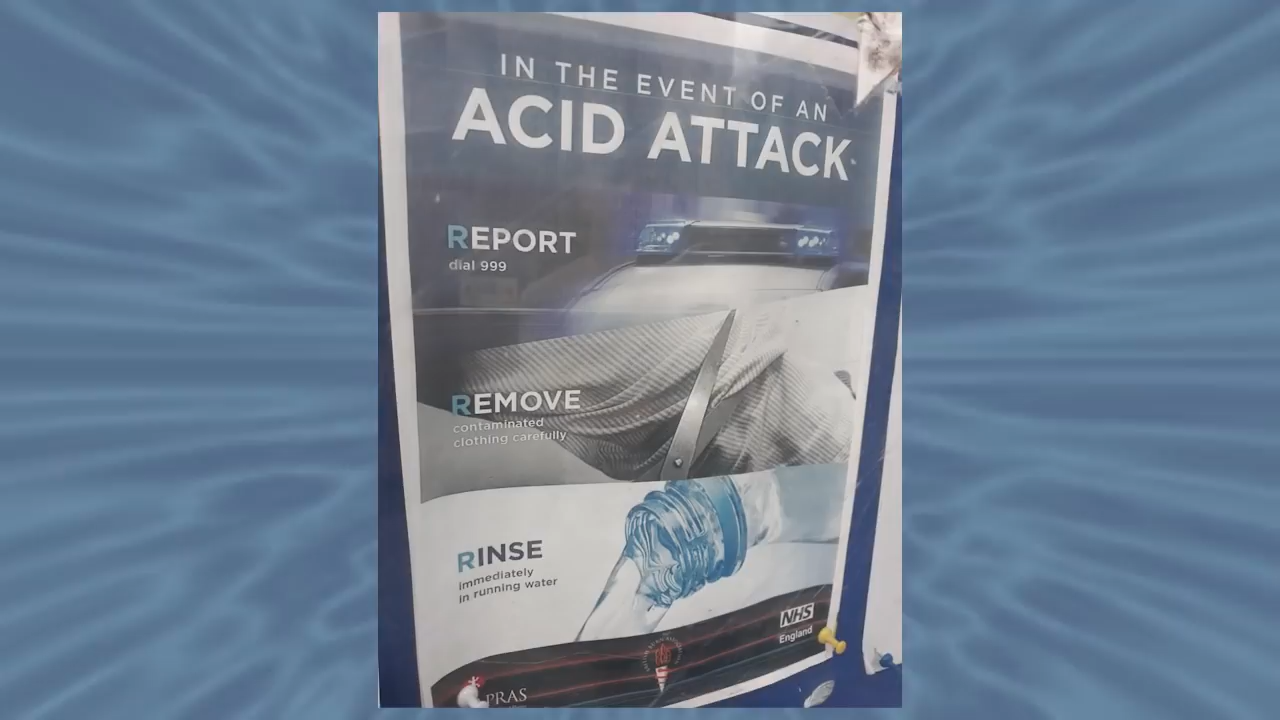 IN THE EVENT OF AN
ACID ATTACK
REPORT
dial 999
REMOVE
contaminated
clothing carefully
RINSE
immediately
in running water
NHS
England
PRAS